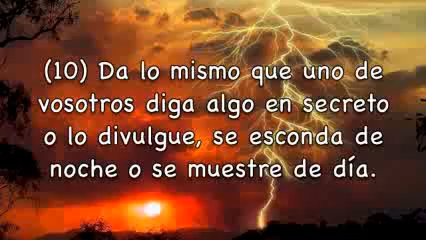 (10) Da lo mismo que uno de
vosotros diga algo en secreto
o lo divulgue, se esconda de
noche o se muestre de día.